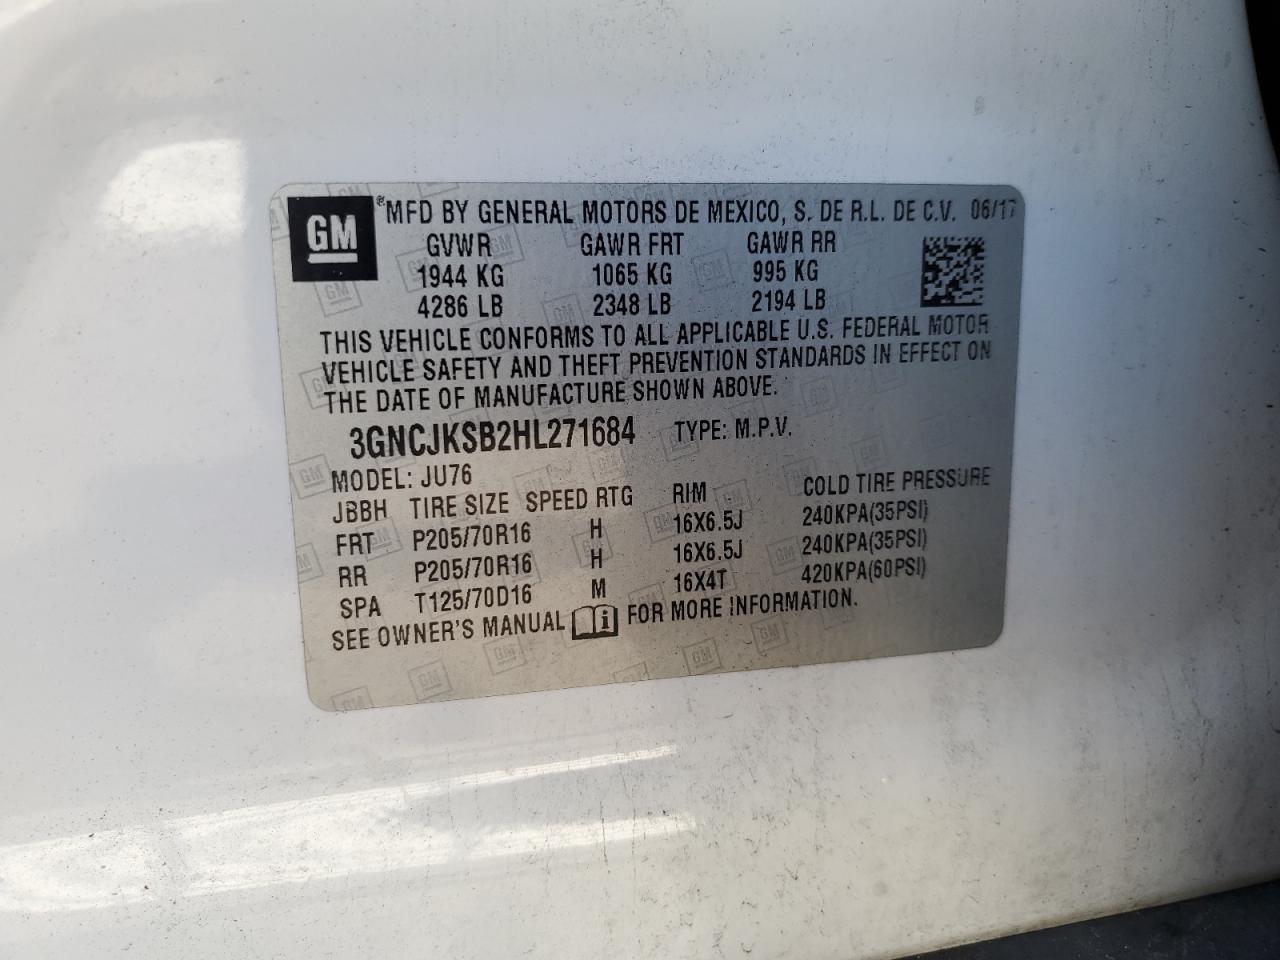 GM
®MFD BY GENERAL MOTORS DE MEXICO, S. DE R.L. DE C.V. 06/17
GVWR GAWR FRT GAWR RR
1944 KG 1065 KG 995 KG
4286 LB 2348 LB 2194 LB
THIS VEHICLE CONFORMS TO ALL APPLICABLE U.S. FEDERAL MOTOR
VEHICLE SAFETY AND THEFT PREVENTION STANDARDS IN EFFECT ON
THE DATE OF MANUFACTURE SHOWN ABOVE.
3GNCJKSB2HL271684 TYPE: M.P.V.
MODEL: JU76
JBBH TIRE SIZE SPEED RTG RIM COLD TIRE PRESSURE
FRT P205/70R16 H 16X6.5J 240KPA(35PSI)
RR P205/70R16 H 16X6.5J 240KPA(35PSI)
SPA T125/70D16 M 16X4T 420KPA(60PSI)
SEE OWNER'S MANUAL i FOR MORE INFORMATION.